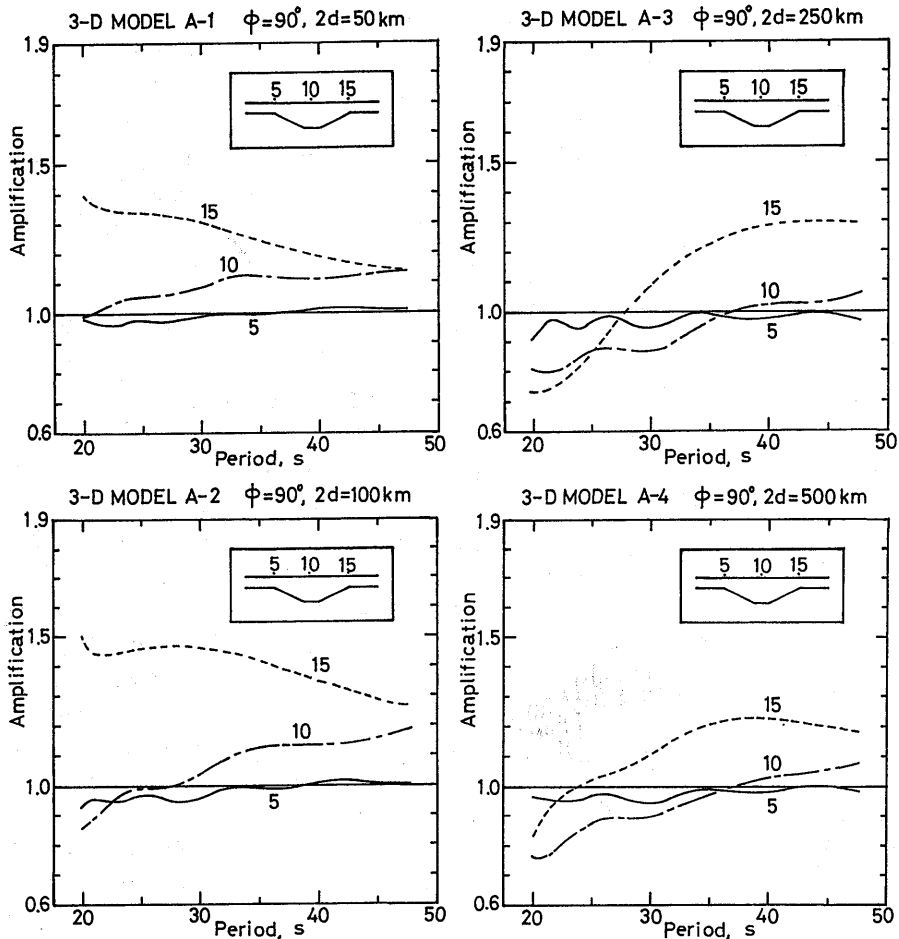 3-D MODEL A-1 ϕ=90°, 2d=50km
1.9
1.5
1.0
0.6
Amplification
5 10 15
15
10
5
20 30 40 50
Period, s
3-D MODEL A-3 ϕ=90°, 2d=250km
1.9
1.5
1.0
0.6
Amplification
5 10 15
15
10
5
20 30 40 50
Period, s
3-D MODEL A-2 ϕ=90°, 2d=100km
1.9
1.5
1.0
0.6
Amplification
5 10 15
15
10
5
20 30 40 50
Period, s
3-D MODEL A-4 ϕ=90°, 2d=500km
1.9
1.5
1.0
0.6
Amplification
5 10 15
15
10
5
20 30 40 50
Period, s